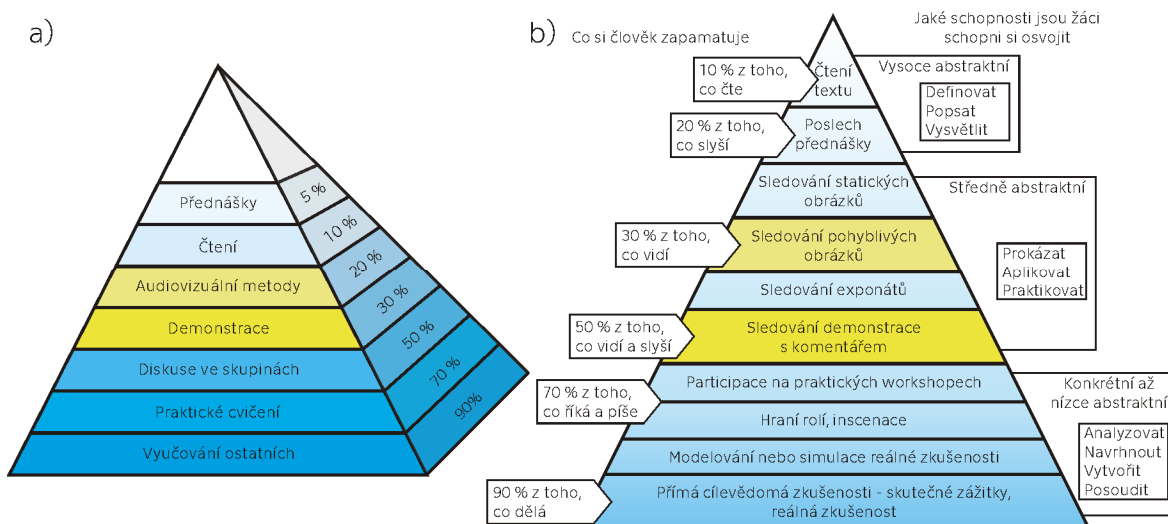 a)
Přednášky
Čtení
Audiovizuální metody
Demonstrace
Diskuse ve skupinách
Praktické cvičení
Vyučování ostatních
5 %
10 %
20 %
30 %
50 %
70 %
90%
b)
Co si člověk zapamatuje
Jaké schopnosti jsou žáci
schopni si osvojit
10 % z toho,
co čte
20 % z toho,
co slyší
30 % z toho,
co vidí
50 % z toho,
co vidí a slyší
70 % z toho,
co říká a píše
90 % z toho,
co dělá
Čtení
textu
Poslech
přednášky
Sledování statických
obrázků
Sledování pohyblivých
obrázků
Sledování exponátů
Sledování demonstrace
s komentářem
Participace na praktických workshopech
Hraní rolí, inscenace
Modelování nebo simulace reálné zkušenosti
Přímá cílevědomá zkušenosti - skutečné zážitky,
reálná zkušenost
Vysoce abstraktní
Definovat
Popsat
Vysvětlit
Středně abstraktní
Prokázat
Aplikovat
Praktikovat
Konkrétní až
nízce abstraktní
Analyzovat
Navrhnout
Vytvořit
Posoudit